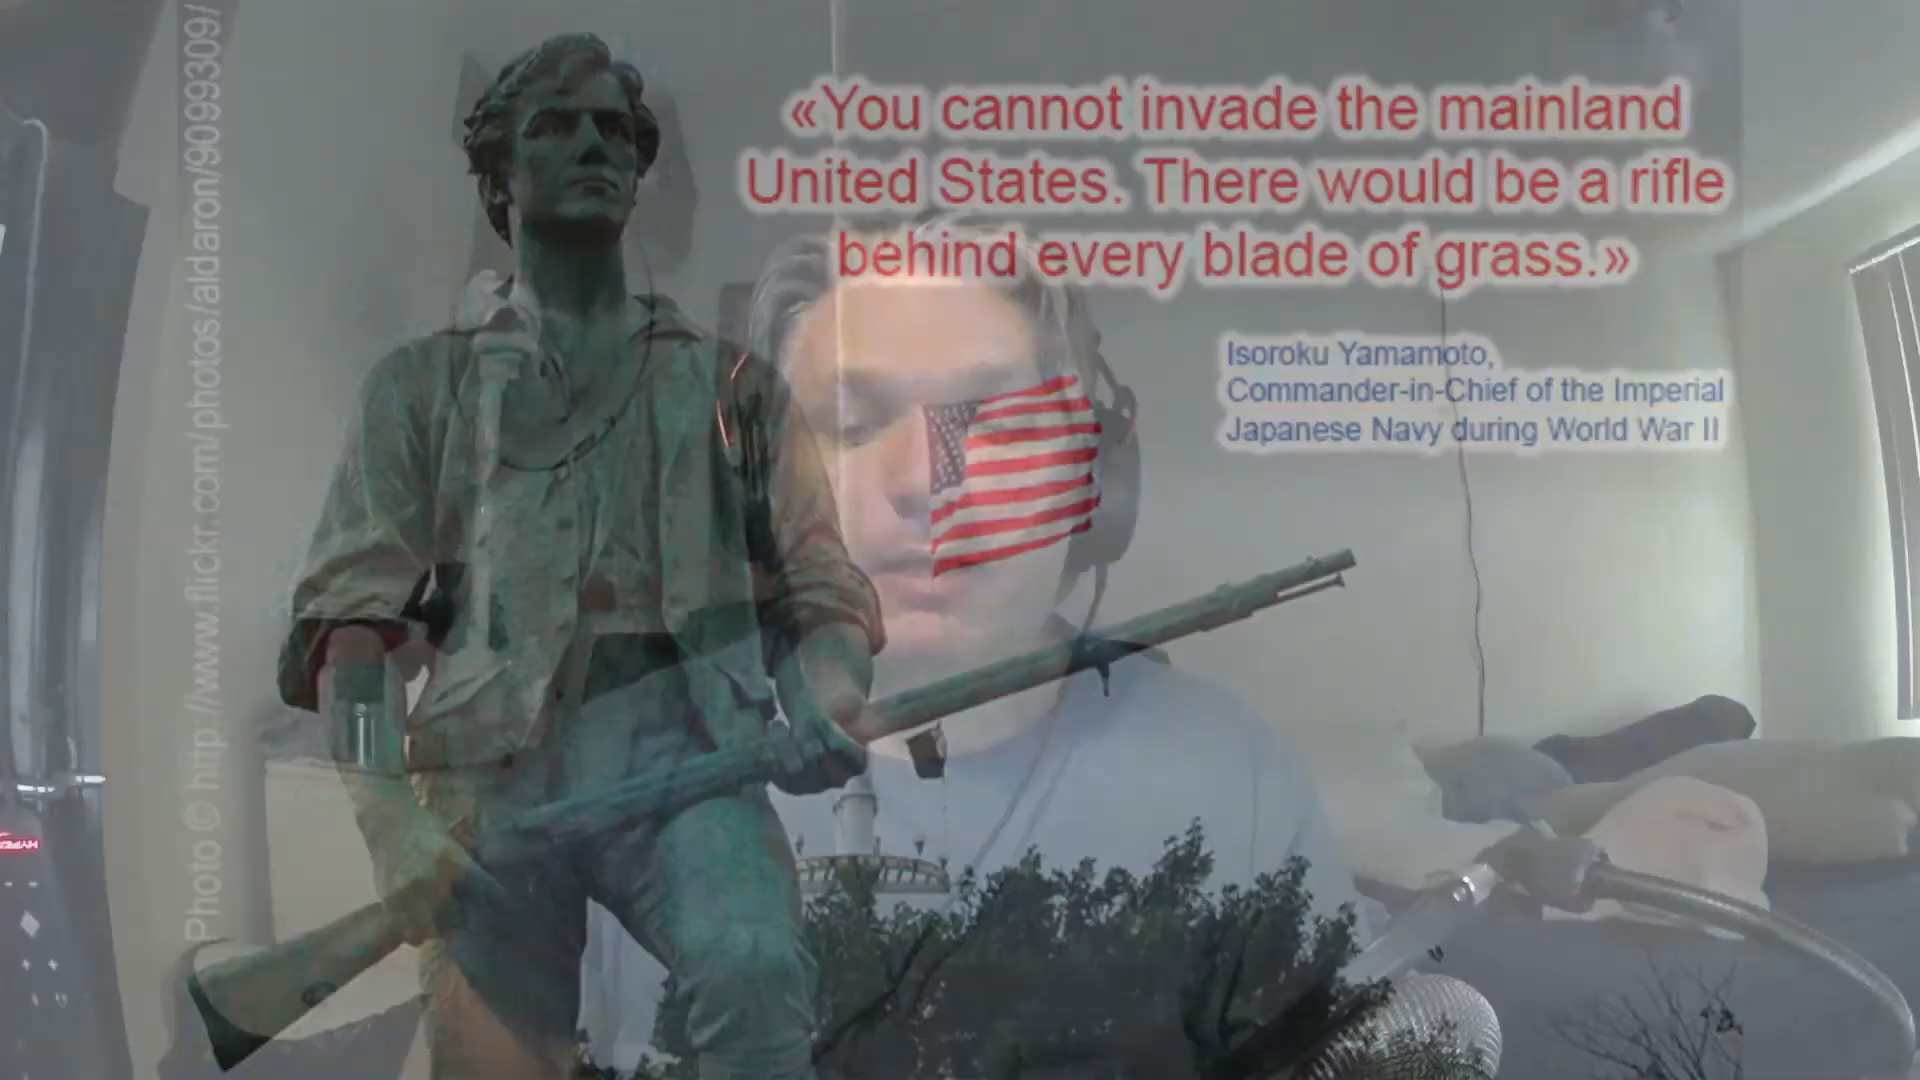 «You cannot invade the mainland
United States. There would be a rifle
behind every blade of grass.»
Isoroku Yamamoto,
Commander-in-Chief of the Imperial
Japanese Navy during World War II
Photo © http://www.flickr.com/photos/aldaron/9099309/